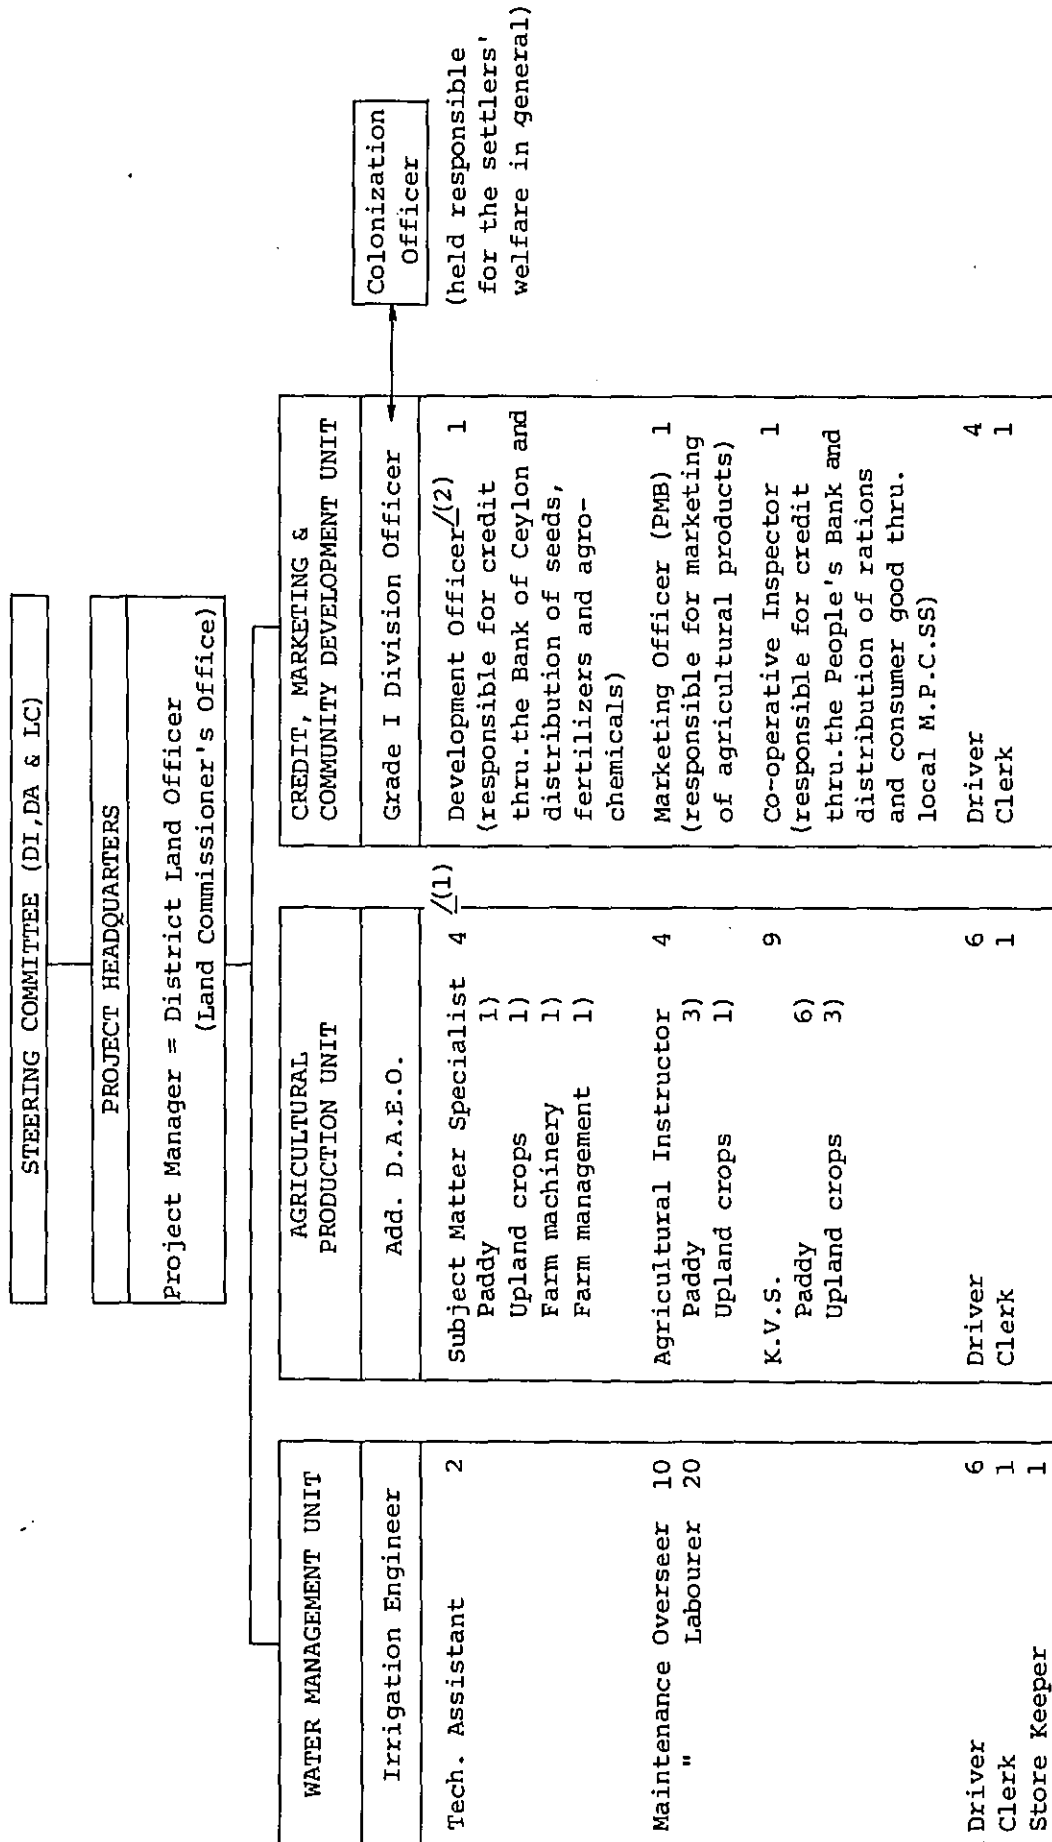 STEERING COMMITTEE (DI,DA & LC)
PROJECT HEADQUARTERS
Project Manager = District Land Officer
(Land Commissioner's Office)
WATER MANAGEMENT UNIT
Irrigation Engineer
Tech. Assistant 2
Maintenance Overseer 10
" Labourer 20
Driver 6
Clerk 1
Store Keeper 1
AGRICULTURAL
PRODUCTION UNIT
Add. D.A.E.O.
Subject Matter Specialist 4 /(1)
Paddy 1)
Upland crops 1)
Farm machinery 1)
Farm management 1)
Agricultural Instructor 4
Paddy 3)
Upland crops 1)
K.V.S. 9
Paddy 6)
Upland crops 3)
Driver 6
Clerk 1
CREDIT, MARKETING &
COMMUNITY DEVELOPMENT UNIT
Grade I Division Officer
Development Officer/(2) 1
(responsible for credit
thru.the Bank of Ceylon and
distribution of seeds,
fertilizers and agro-
chemicals)
Marketing Officer (PMB) 1
(responsible for marketing
of agricultural products)
Co-operative Inspector 1
(responsible for credit
thru.the People's Bank and
distribution of rations
and consumer good thru.
local M.P.C.SS)
Driver 4
Clerk 1
Colonization
Officer
(held responsible
for the settlers'
welfare in general)